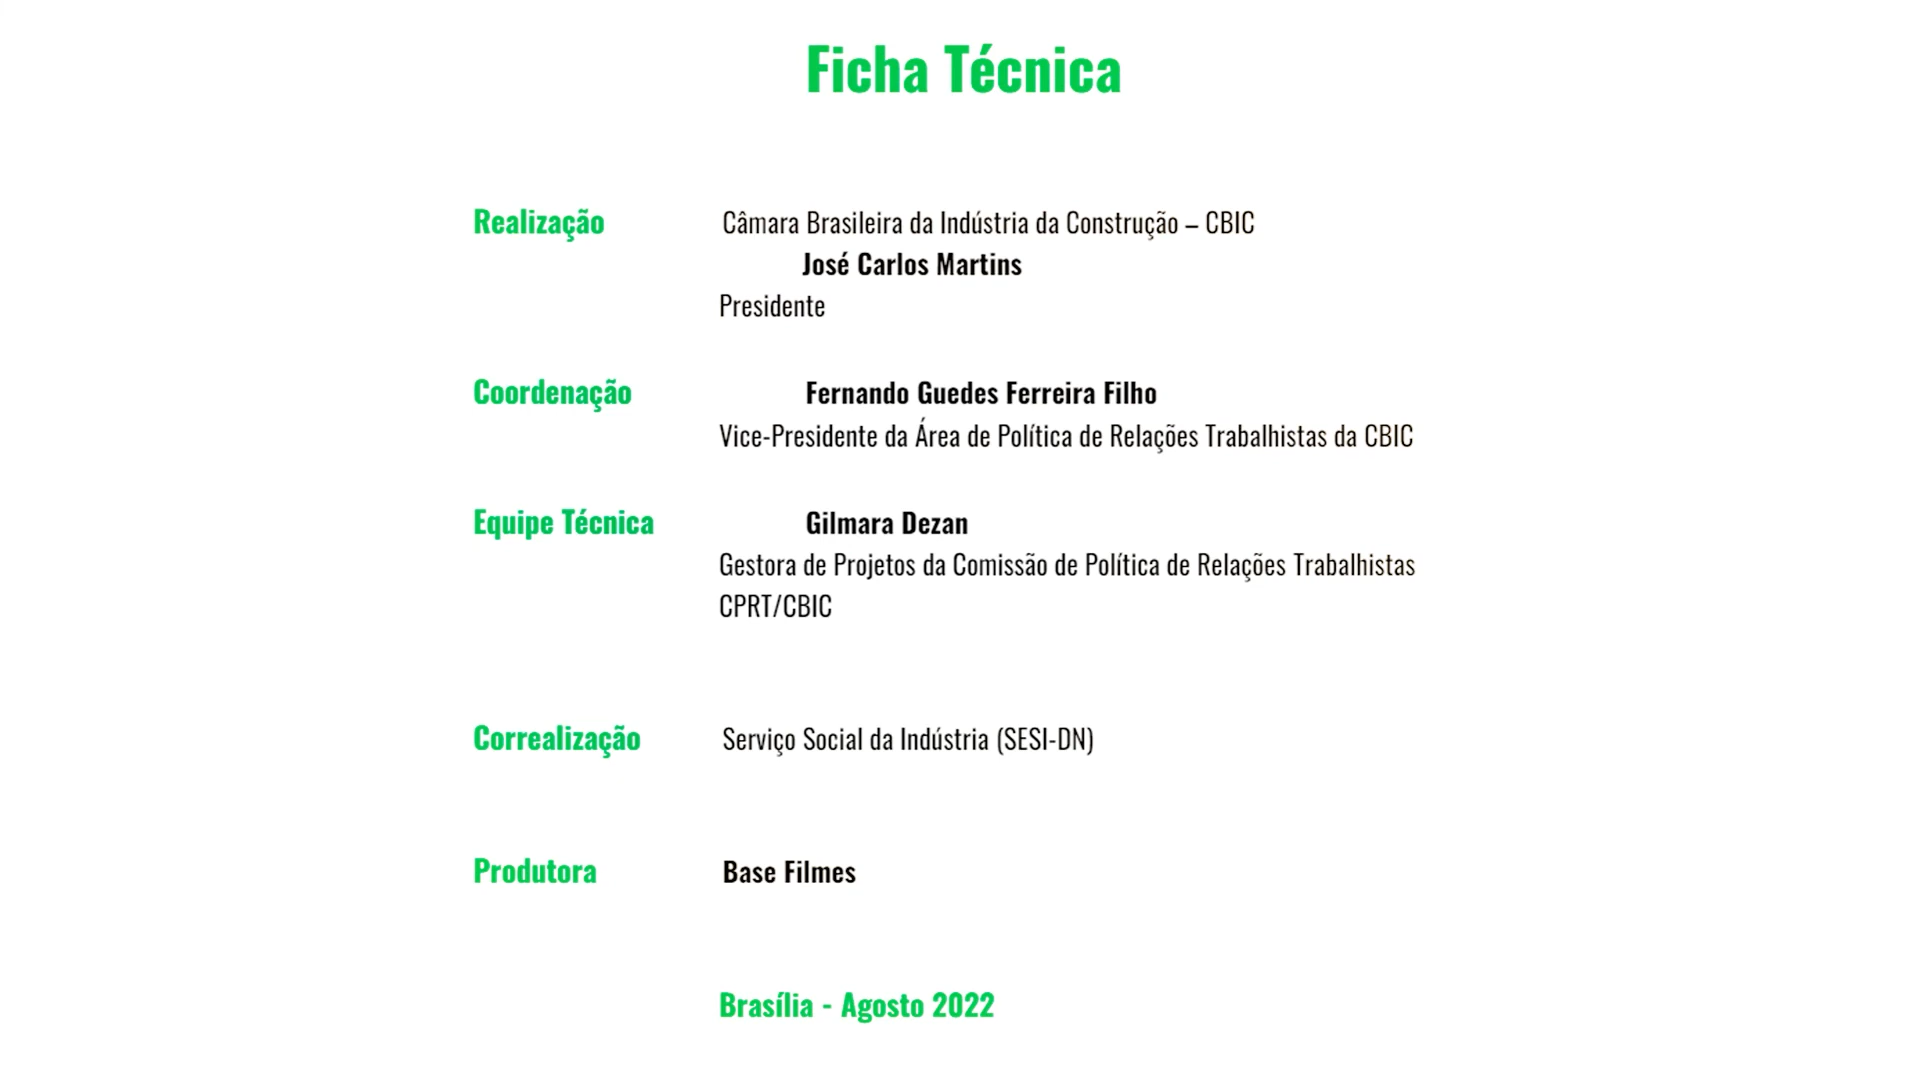 Ficha Técnica
Realização Câmara Brasileira da Indústria da Construção – CBIC
José Carlos Martins
Presidente
Coordenação Fernando Guedes Ferreira Filho
Vice-Presidente da Área de Política de Relações Trabalhistas da CBIC
Equipe Técnica Gilmara Dezan
Gestora de Projetos da Comissão de Política de Relações Trabalhistas
CPRT/CBIC
Correalização Serviço Social da Indústria (SESI-DN)
Produtora Base Filmes
Brasília - Agosto 2022